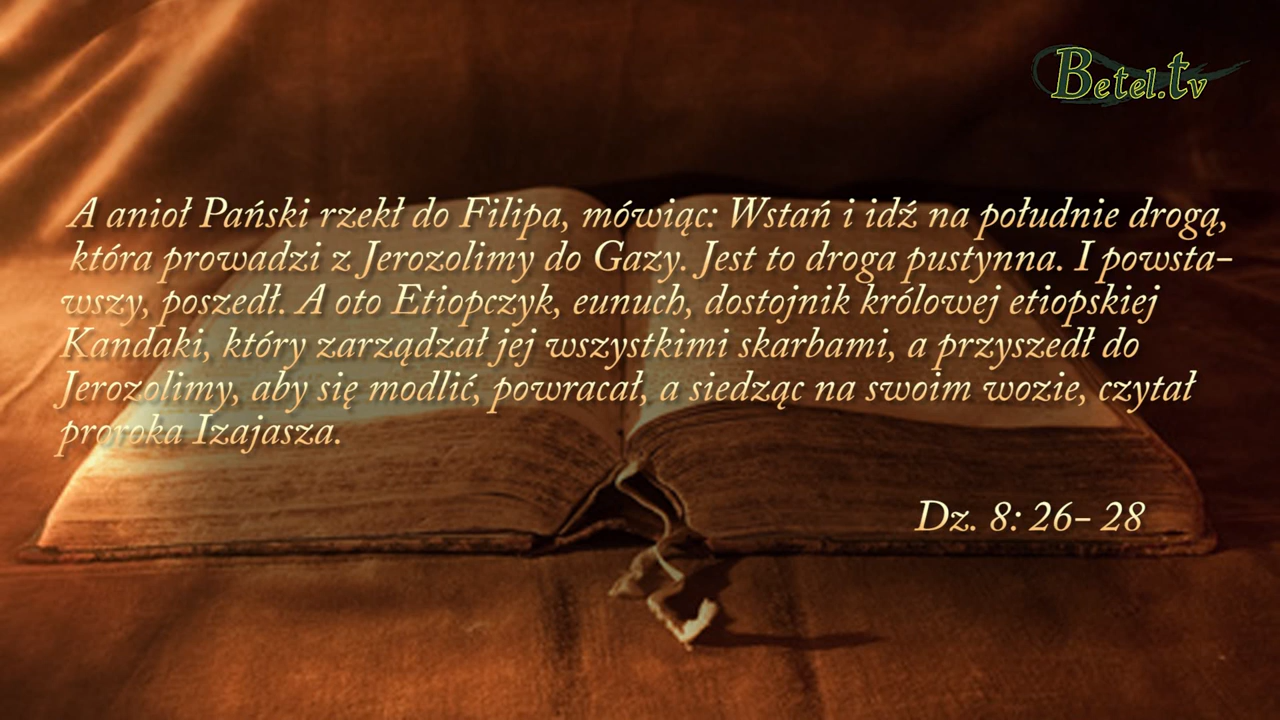 Betel.tv
A anioł Pański rzekł do Filipa, mówiąc: Wstań i idź na południe drogą,
która prowadzi z Jerozolimy do Gazy. Jest to droga pustynna. I powsta-
wszy, poszedł. A oto Etiopczyk, eunuch, dostojnik królowej etiopskiej
Kandaki, który zarządzał jej wszystkimi skarbami, a przyszedł do
Jerozolimy, aby się modlić, powracał, a siedząc na swoim wozie, czytał
proroka Izajasza.
Dz. 8: 26- 28